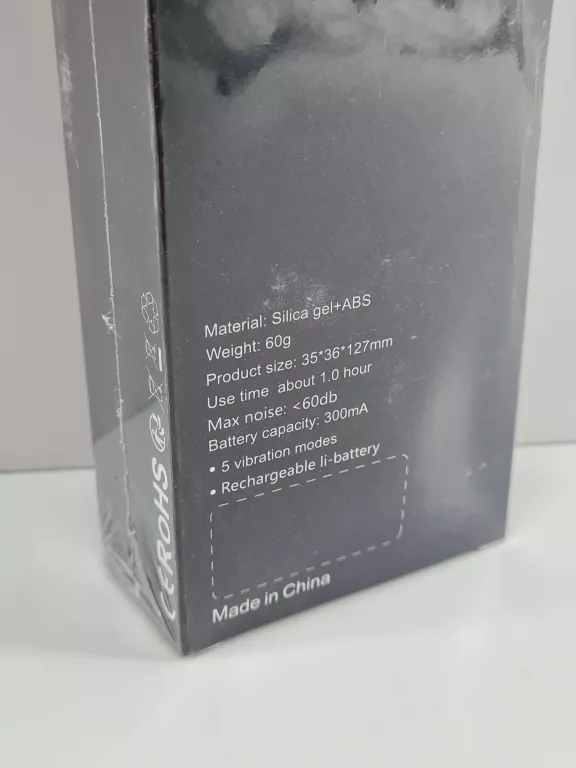 Material: Silica gel+ABS
Weight: 60g
Product size: 35*36*127mm
Use time about 1.0 hour
Max noise: <60db
Battery capacity: 300mA
• 5 vibration modes
• Rechargeable li-battery
Made in China
CE ROHS